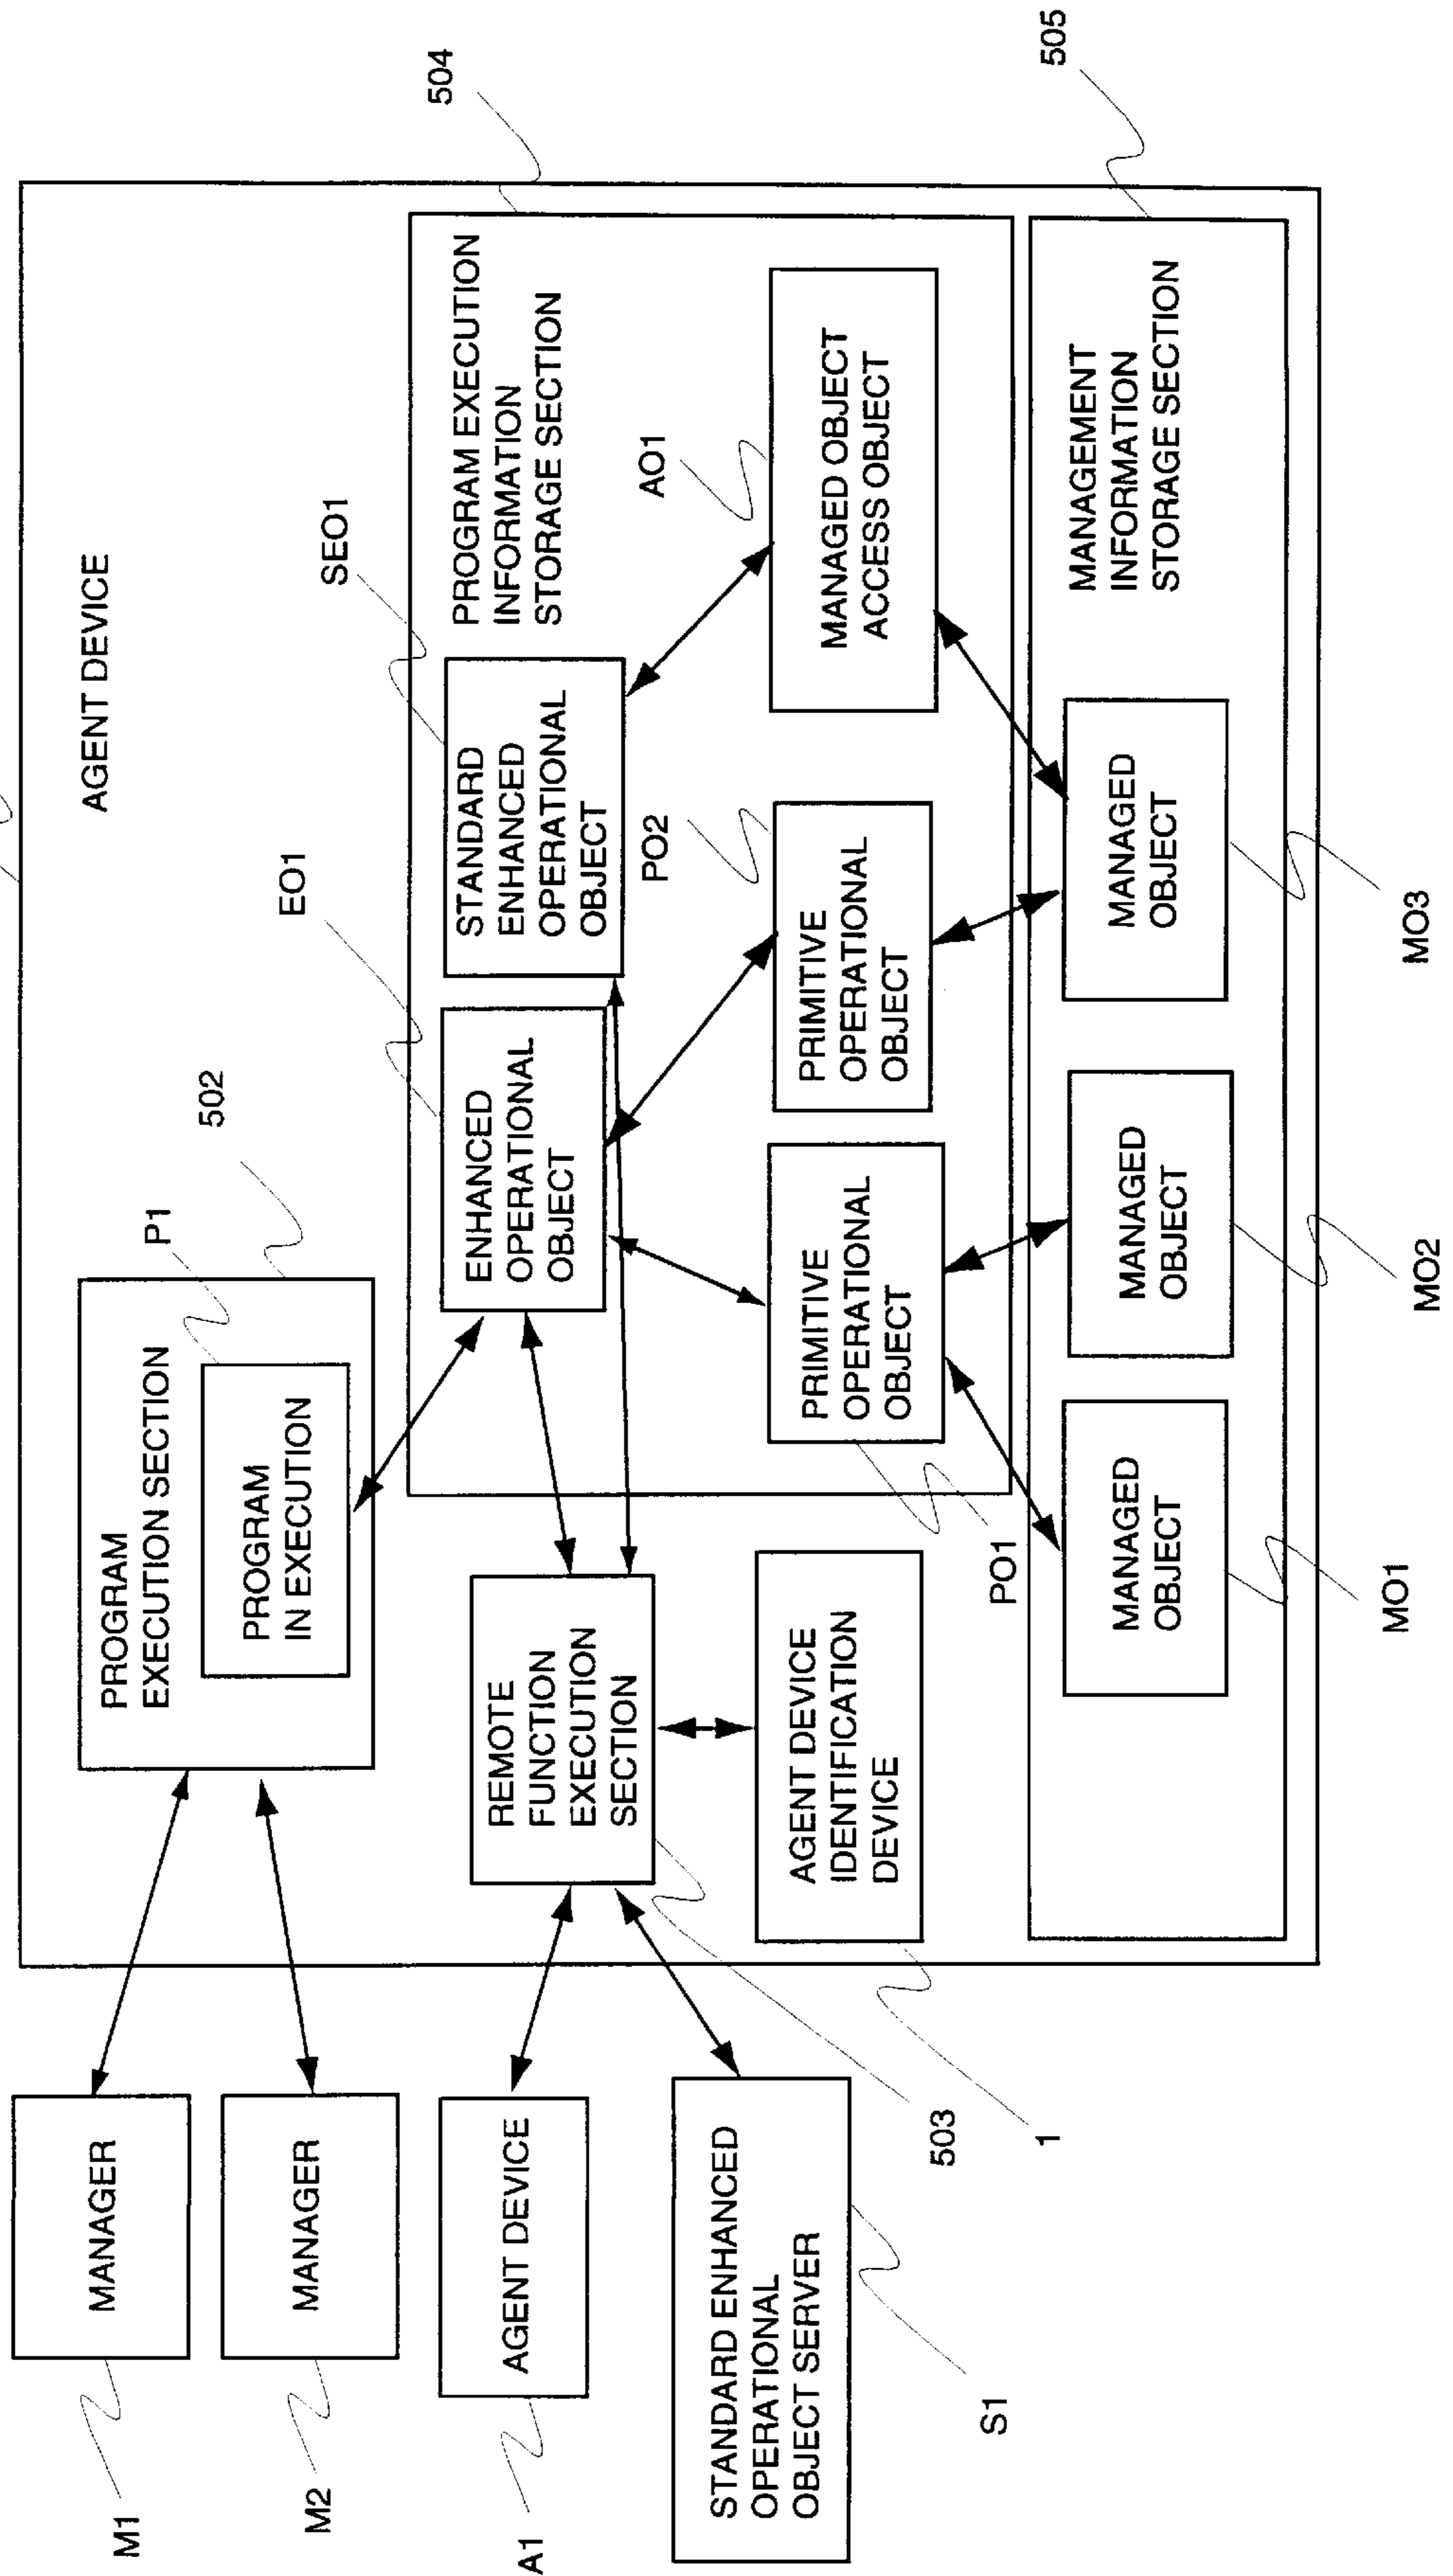 AGENT DEVICE
504
505
SEO1
EO1
502
P1
PROGRAM
EXECUTION SECTION
PROGRAM
IN EXECUTION
PROGRAM EXECUTION
INFORMATION
STORAGE SECTION
STANDARD
ENHANCED
OPERATIONAL
OBJECT
ENHANCED
OPERATIONAL
OBJECT
AO1
MANAGED OBJECT
ACCESS OBJECT
PO2
PRIMITIVE
OPERATIONAL
OBJECT
PRIMITIVE
OPERATIONAL
OBJECT
PO1
REMOTE
FUNCTION
EXECUTION
SECTION
AGENT DEVICE
IDENTIFICATION
DEVICE
MANAGEMENT
INFORMATION
STORAGE SECTION
MANAGED
OBJECT
MANAGED
OBJECT
MANAGED
OBJECT
MO1
MO2
MO3
MANAGER
M1
MANAGER
M2
AGENT DEVICE
A1
STANDARD ENHANCED
OPERATIONAL
OBJECT SERVER
S1
503
1